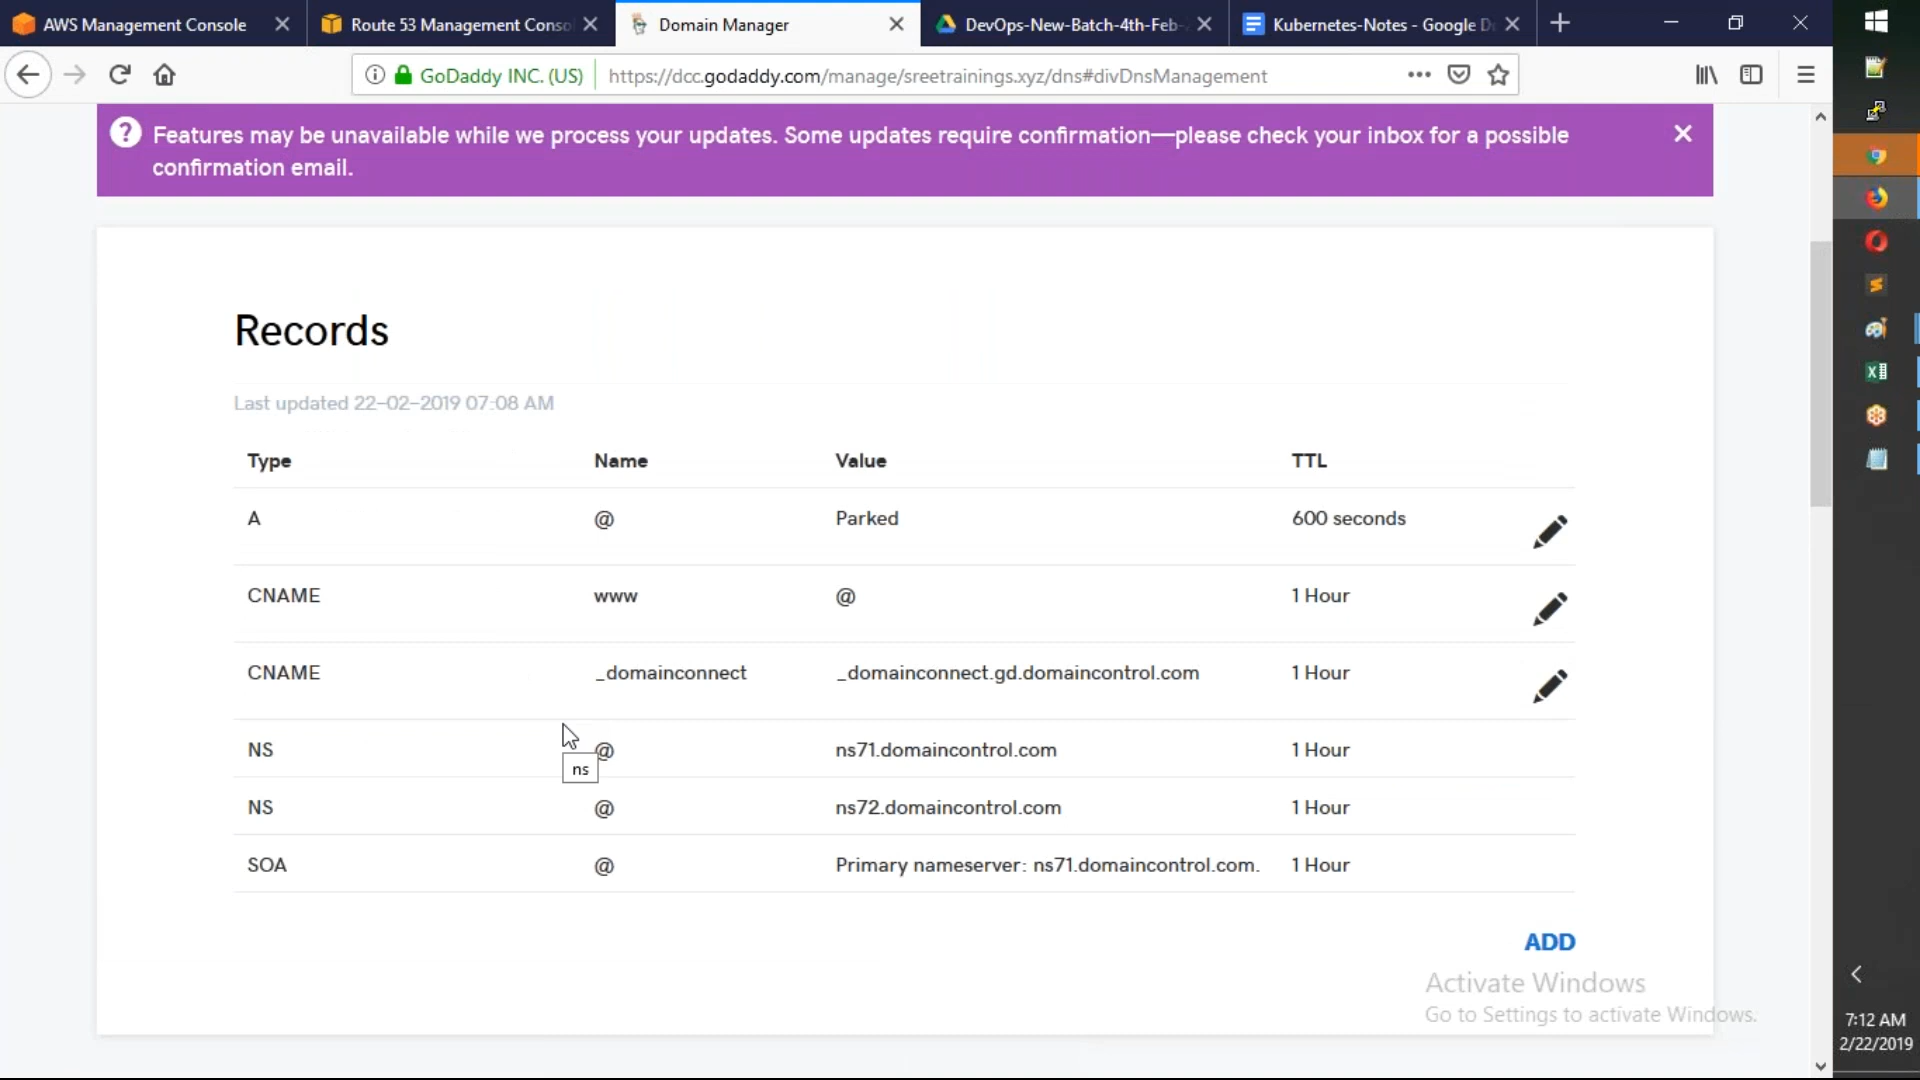 AWS Management Console
Route 53 Management Conso
Domain Manager
DevOps-New-Batch-4th-Feb-
Kubernetes-Notes - Google D
GoDaddy INC. (US)
https://dcc.godaddy.com/manage/sreetrainings.xyz/dns#divDnsManagement
Features may be unavailable while we process your updates. Some updates require confirmation—please check your inbox for a possible
confirmation email.
Records
Last updated 22-02-2019 07:08 AM
Type Name Value TTL
A @ Parked 600 seconds
CNAME www @ 1 Hour
CNAME _domainconnect _domainconnect.gd.domaincontrol.com 1 Hour
NS @ ns71.domaincontrol.com 1 Hour
ns
NS @ ns72.domaincontrol.com 1 Hour
SOA @ Primary nameserver: ns71.domaincontrol.com. 1 Hour
ADD
Activate Windows
Go to Settings to activate Windows.
7:12 AM
2/22/2019